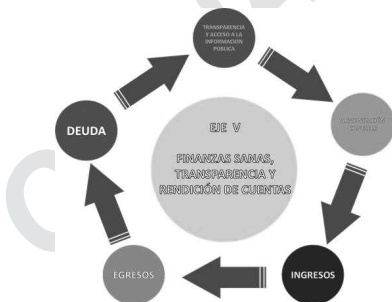 TRANSPARENCIA
Y ACCESO A LA
INFORMACIÓN
PÚBLICA
DEUDA
EJE V
FINANZAS SANAS,
TRANSPARENCIA Y
RENDICIÓN DE CUENTAS
EGRESOS
INGRESOS